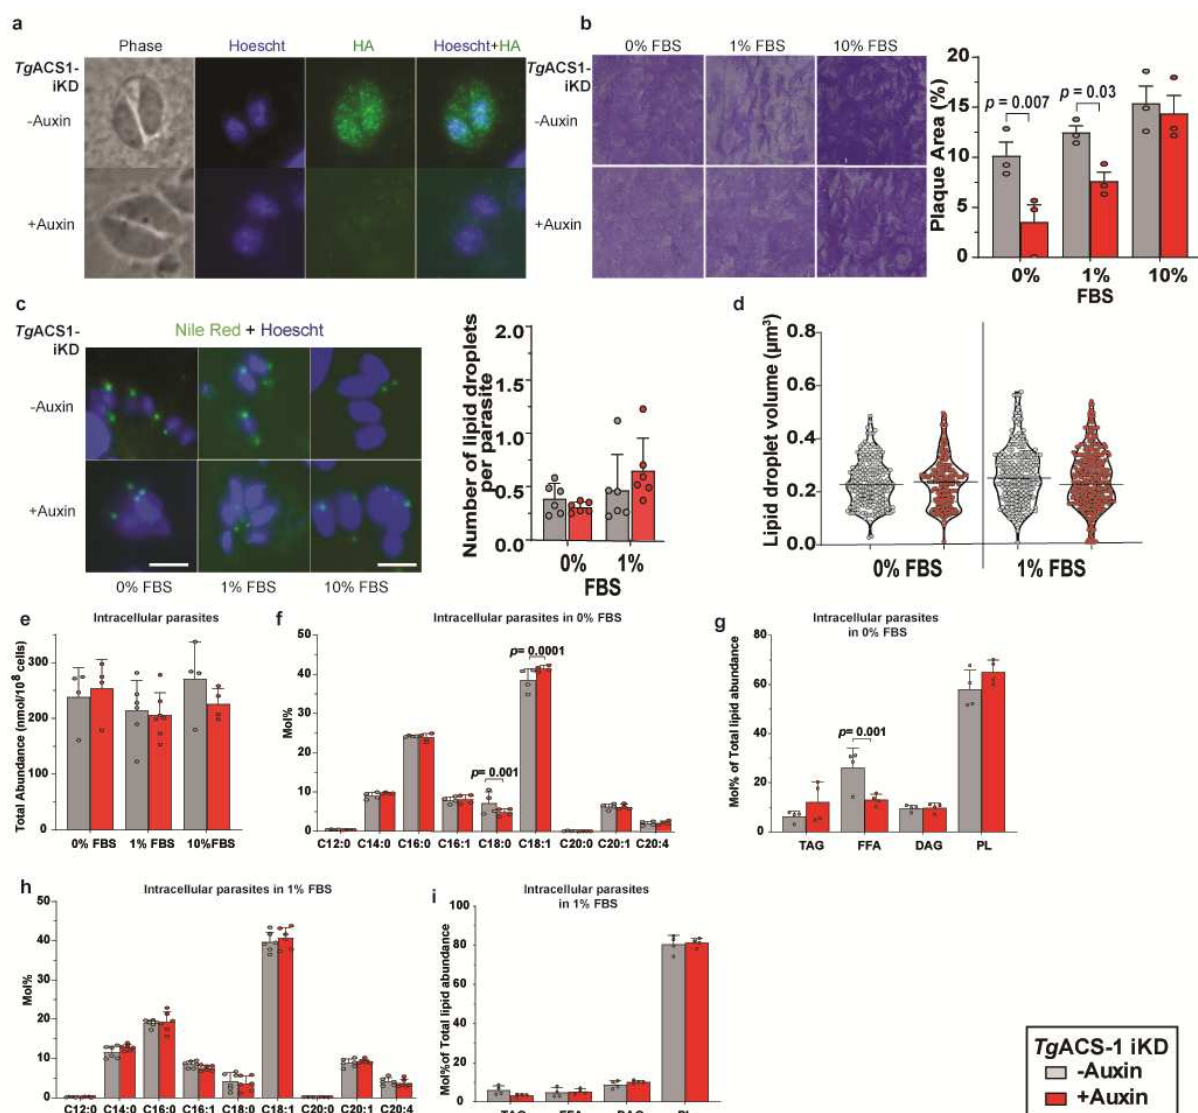 a
Phase Hoescht HA Hoescht+HA
TgACS1-
iKD
-Auxin
+Auxin
b
0% FBS 1% FBS 10% FBS
TgACS1-
iKD
-Auxin
+Auxin
Plaque Area (%)
20
15
10
5
0
p = 0.007
p = 0.03
0% 1% 10%
FBS
c
TgACS1-
iKD
Nile Red + Hoescht
-Auxin
+Auxin
0% FBS 1% FBS 10% FBS
Number of lipid droplets
per parasite
2.0
1.5
1.0
0.5
0.0
0% 1%
FBS
d
Lipid droplet volume (µm³)
0.8
0.6
0.4
0.2
0.0
0% FBS 1% FBS
e
Intracellular parasites
Total Abundance (nmol/10⁸ cells)
300
200
100
0
0% FBS 1% FBS 10%FBS
f
Intracellular parasites in 0% FBS
Mol%
50
40
30
20
10
0
p= 0.001
p= 0.0001
C12:0 C14:0 C16:0 C16:1 C18:0 C18:1 C20:0 C20:1 C20:4
g
Intracellular parasites
in 0% FBS
Mol% of Total lipid abundance
80
60
40
20
0
p= 0.001
TAG FFA DAG PL
h
Intracellular parasites in 1% FBS
Mol%
50
40
30
20
10
0
C12:0 C14:0 C16:0 C16:1 C18:0 C18:1 C20:0 C20:1 C20:4
i
Intracellular parasites
in 1% FBS
Mol%of Total lipid abundance
100
80
60
40
20
0
TAG FFA DAG PL
TgACS-1 iKD
-Auxin
+Auxin